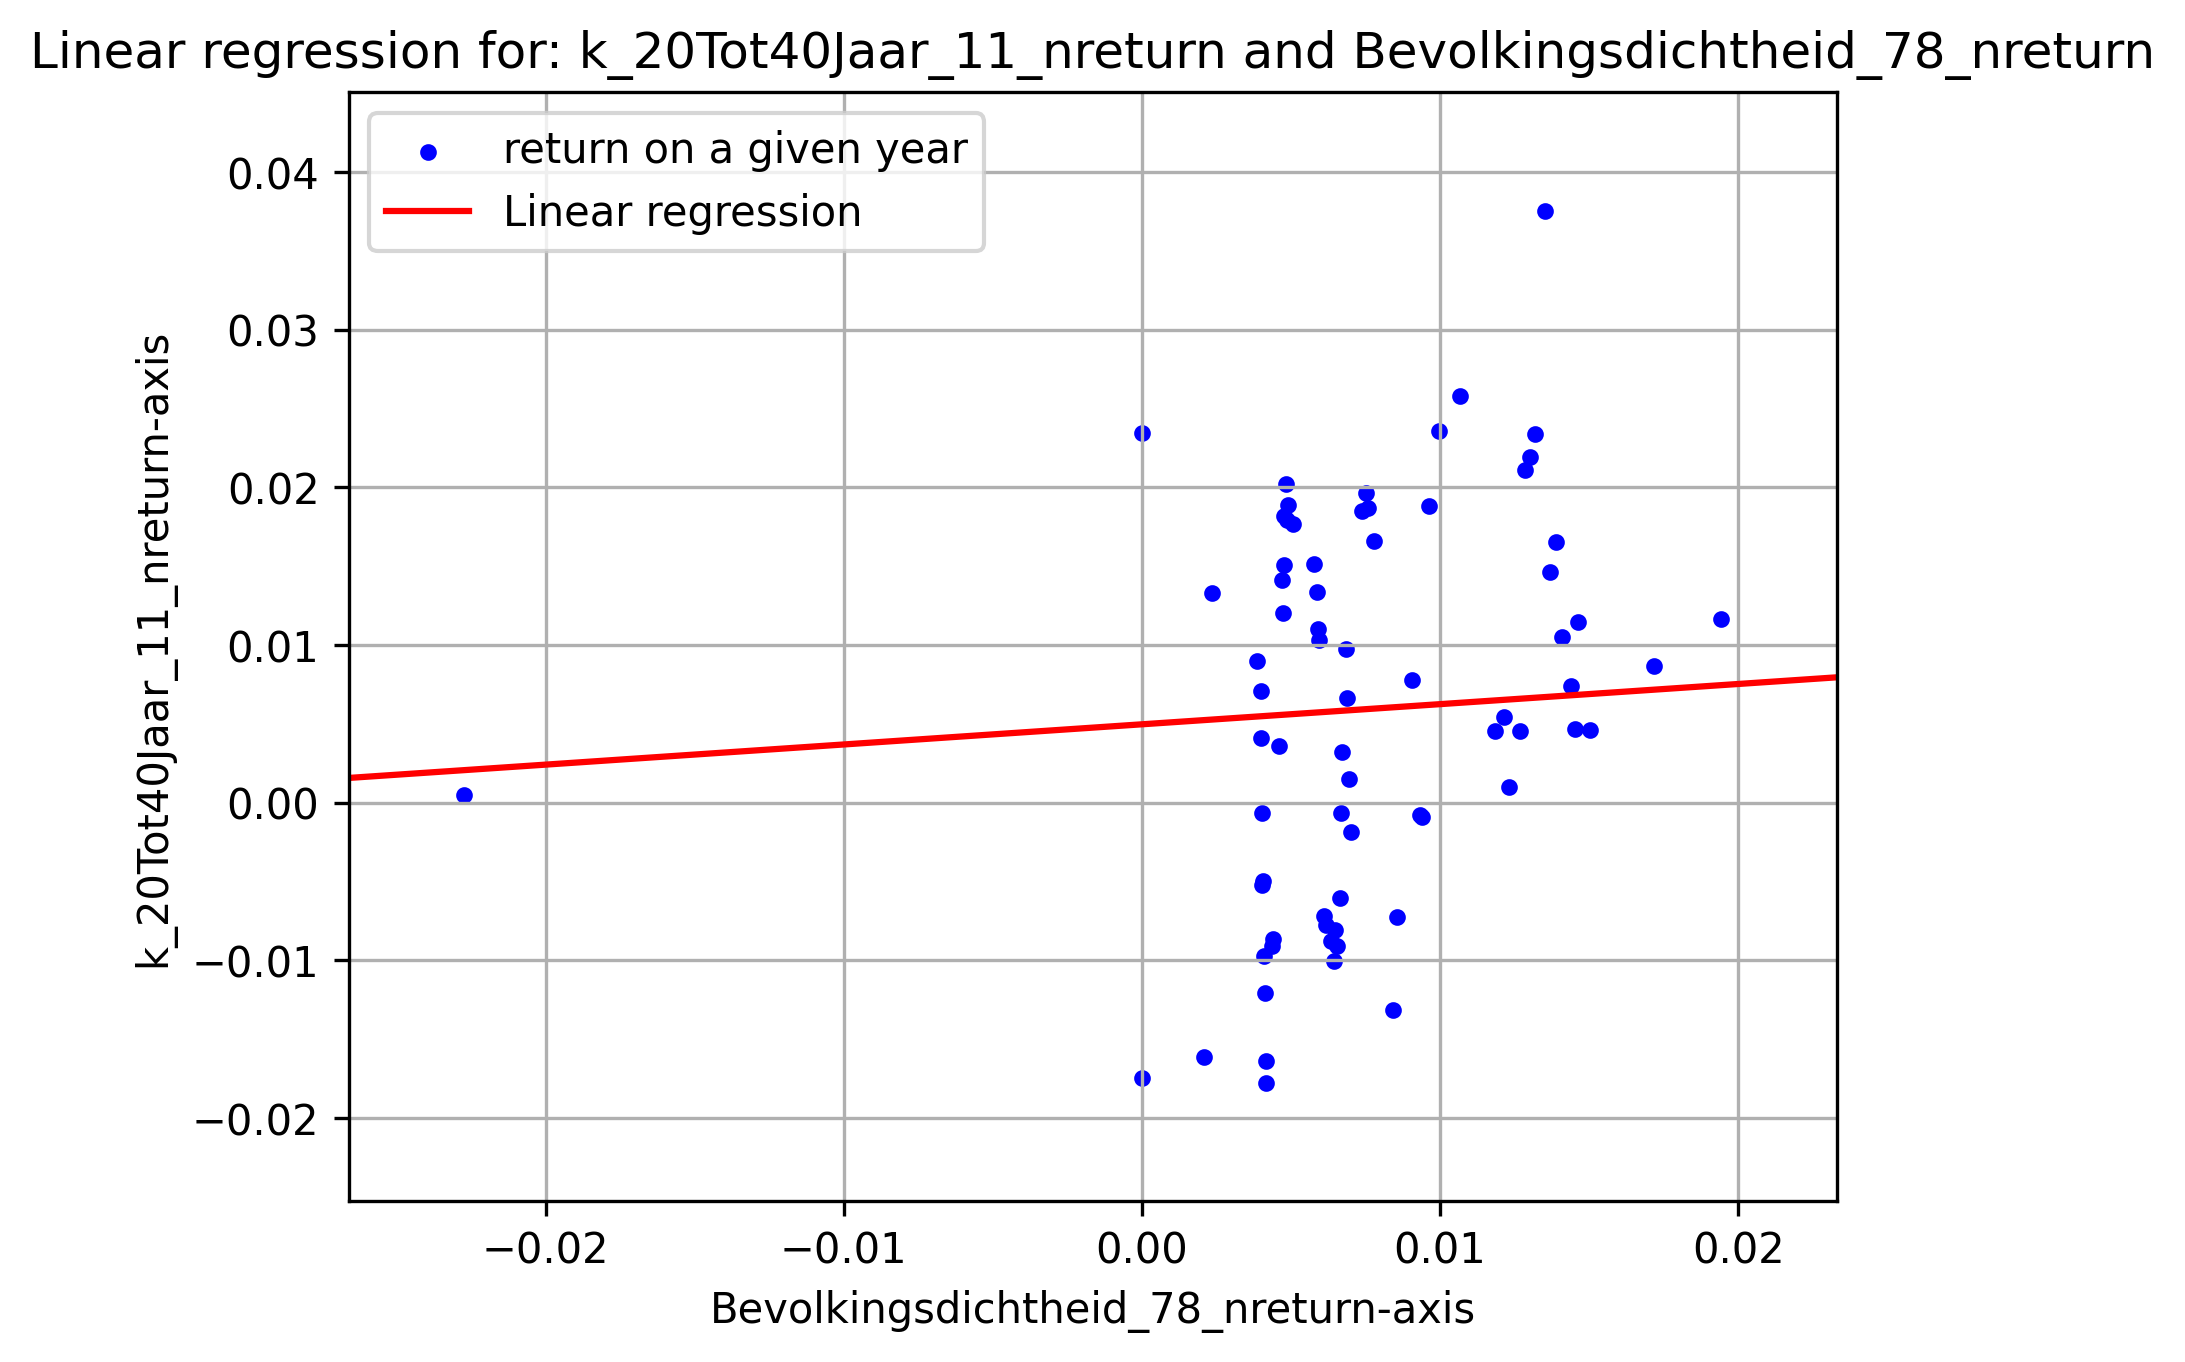 Linear regression for: k_20Tot40Jaar_11_nreturn and Bevolkingsdichtheid_78_nreturn
return on a given year
Linear regression
k_20Tot40Jaar_11_nreturn-axis
0.04
0.03
0.02
0.01
0.00
−0.01
−0.02
−0.02 −0.01 0.00 0.01 0.02
Bevolkingsdichtheid_78_nreturn-axis